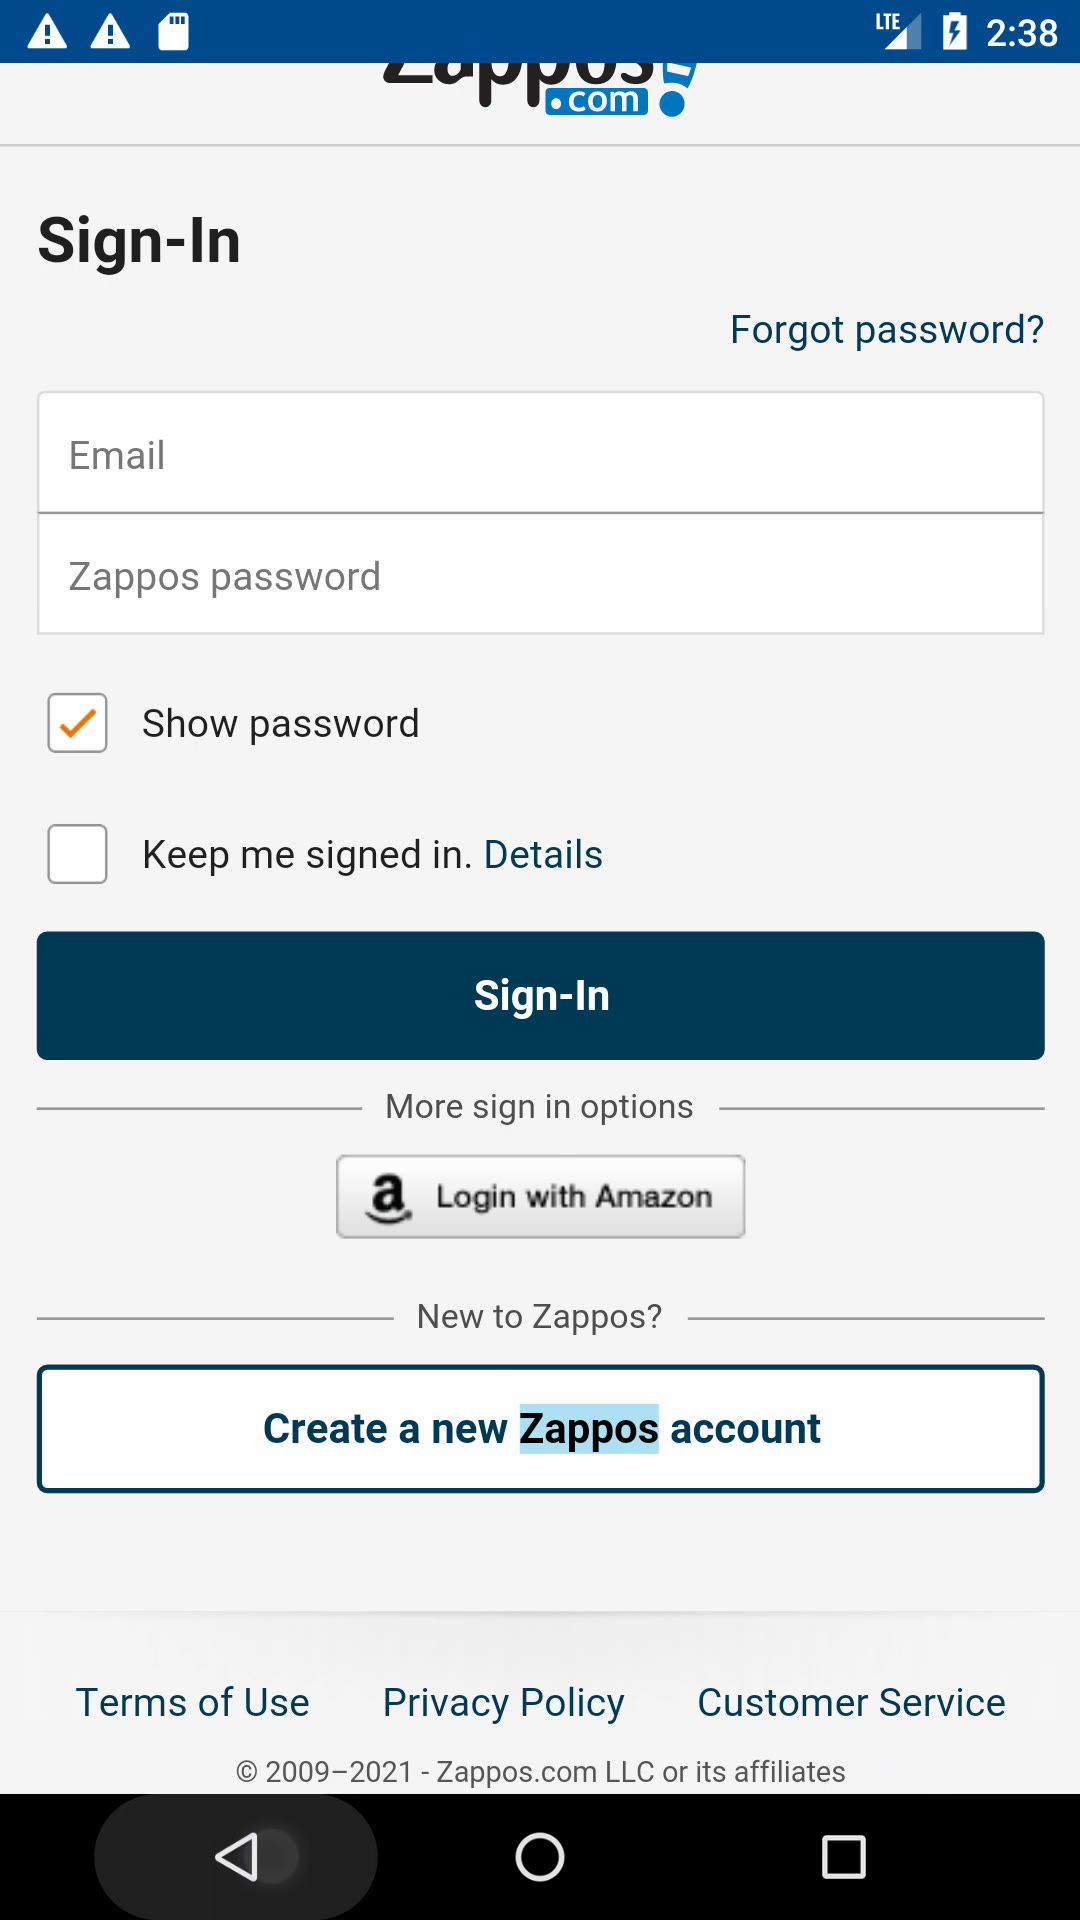 LTE 2:38
Zappos
.com
Sign-In
Forgot password?
Email
Zappos password
Show password
Keep me signed in. Details
Sign-In
More sign in options
a Login with Amazon
New to Zappos?
Create a new Zappos account
Terms of Use Privacy Policy Customer Service
© 2009–2021 - Zappos.com LLC or its affiliates